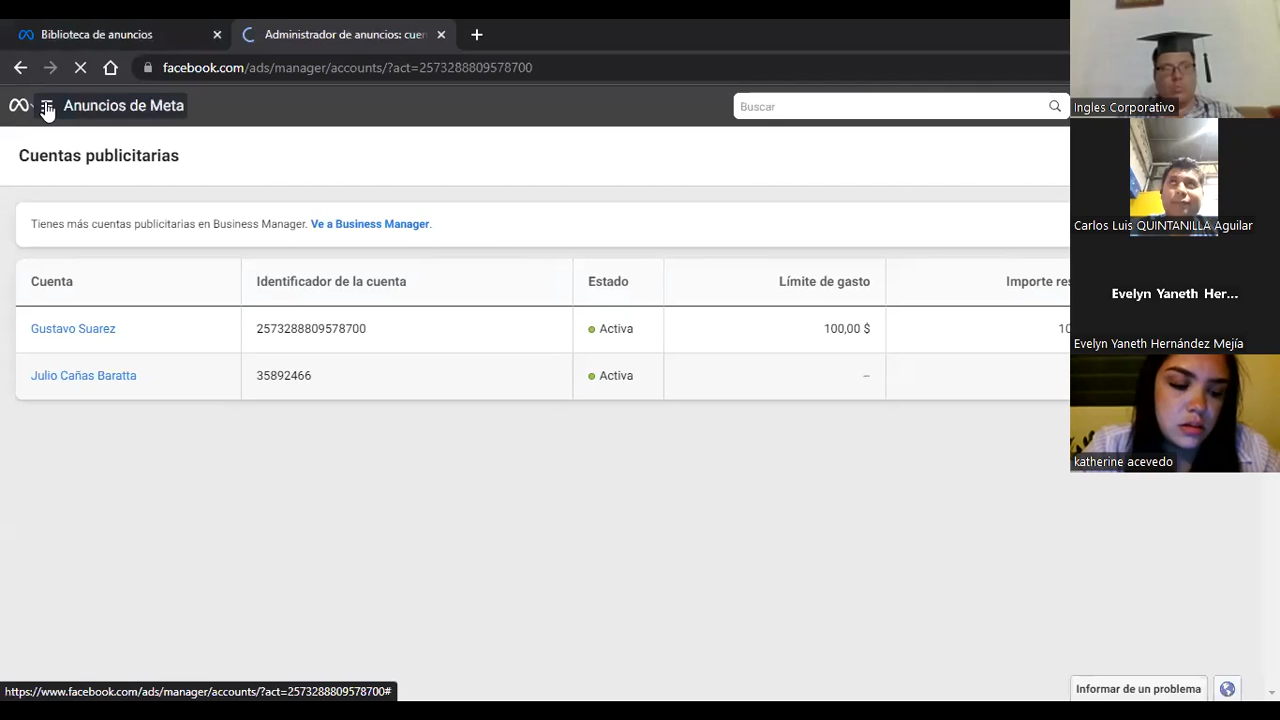 Biblioteca de anuncios
Administrador de anuncios: cuen
facebook.com/ads/manager/accounts/?act=2573288809578700
Anuncios de Meta
Buscar
Cuentas publicitarias
Tienes más cuentas publicitarias en Business Manager. Ve a Business Manager.
Cuenta Identificador de la cuenta Estado Límite de gasto Importe res
Gustavo Suarez 2573288809578700 Activa 100,00 $ 10
Julio Cañas Baratta 35892466 Activa –
Informar de un problema
https://www.facebook.com/ads/manager/accounts/?act=2573288809578700#
Ingles Corporativo
Carlos Luis QUINTANILLA Aguilar
Evelyn Yaneth Her...
Evelyn Yaneth Hernández Mejía
katherine acevedo